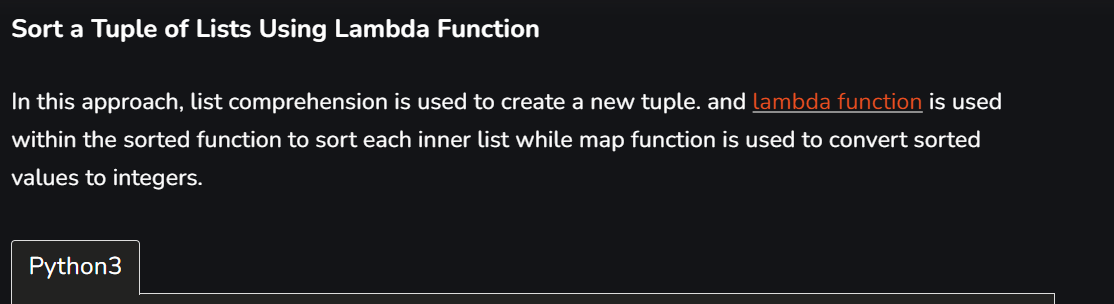 Sort a Tuple of Lists Using Lambda Function
In this approach, list comprehension is used to create a new tuple. and lambda function is used
within the sorted function to sort each inner list while map function is used to convert sorted
values to integers.
Python3